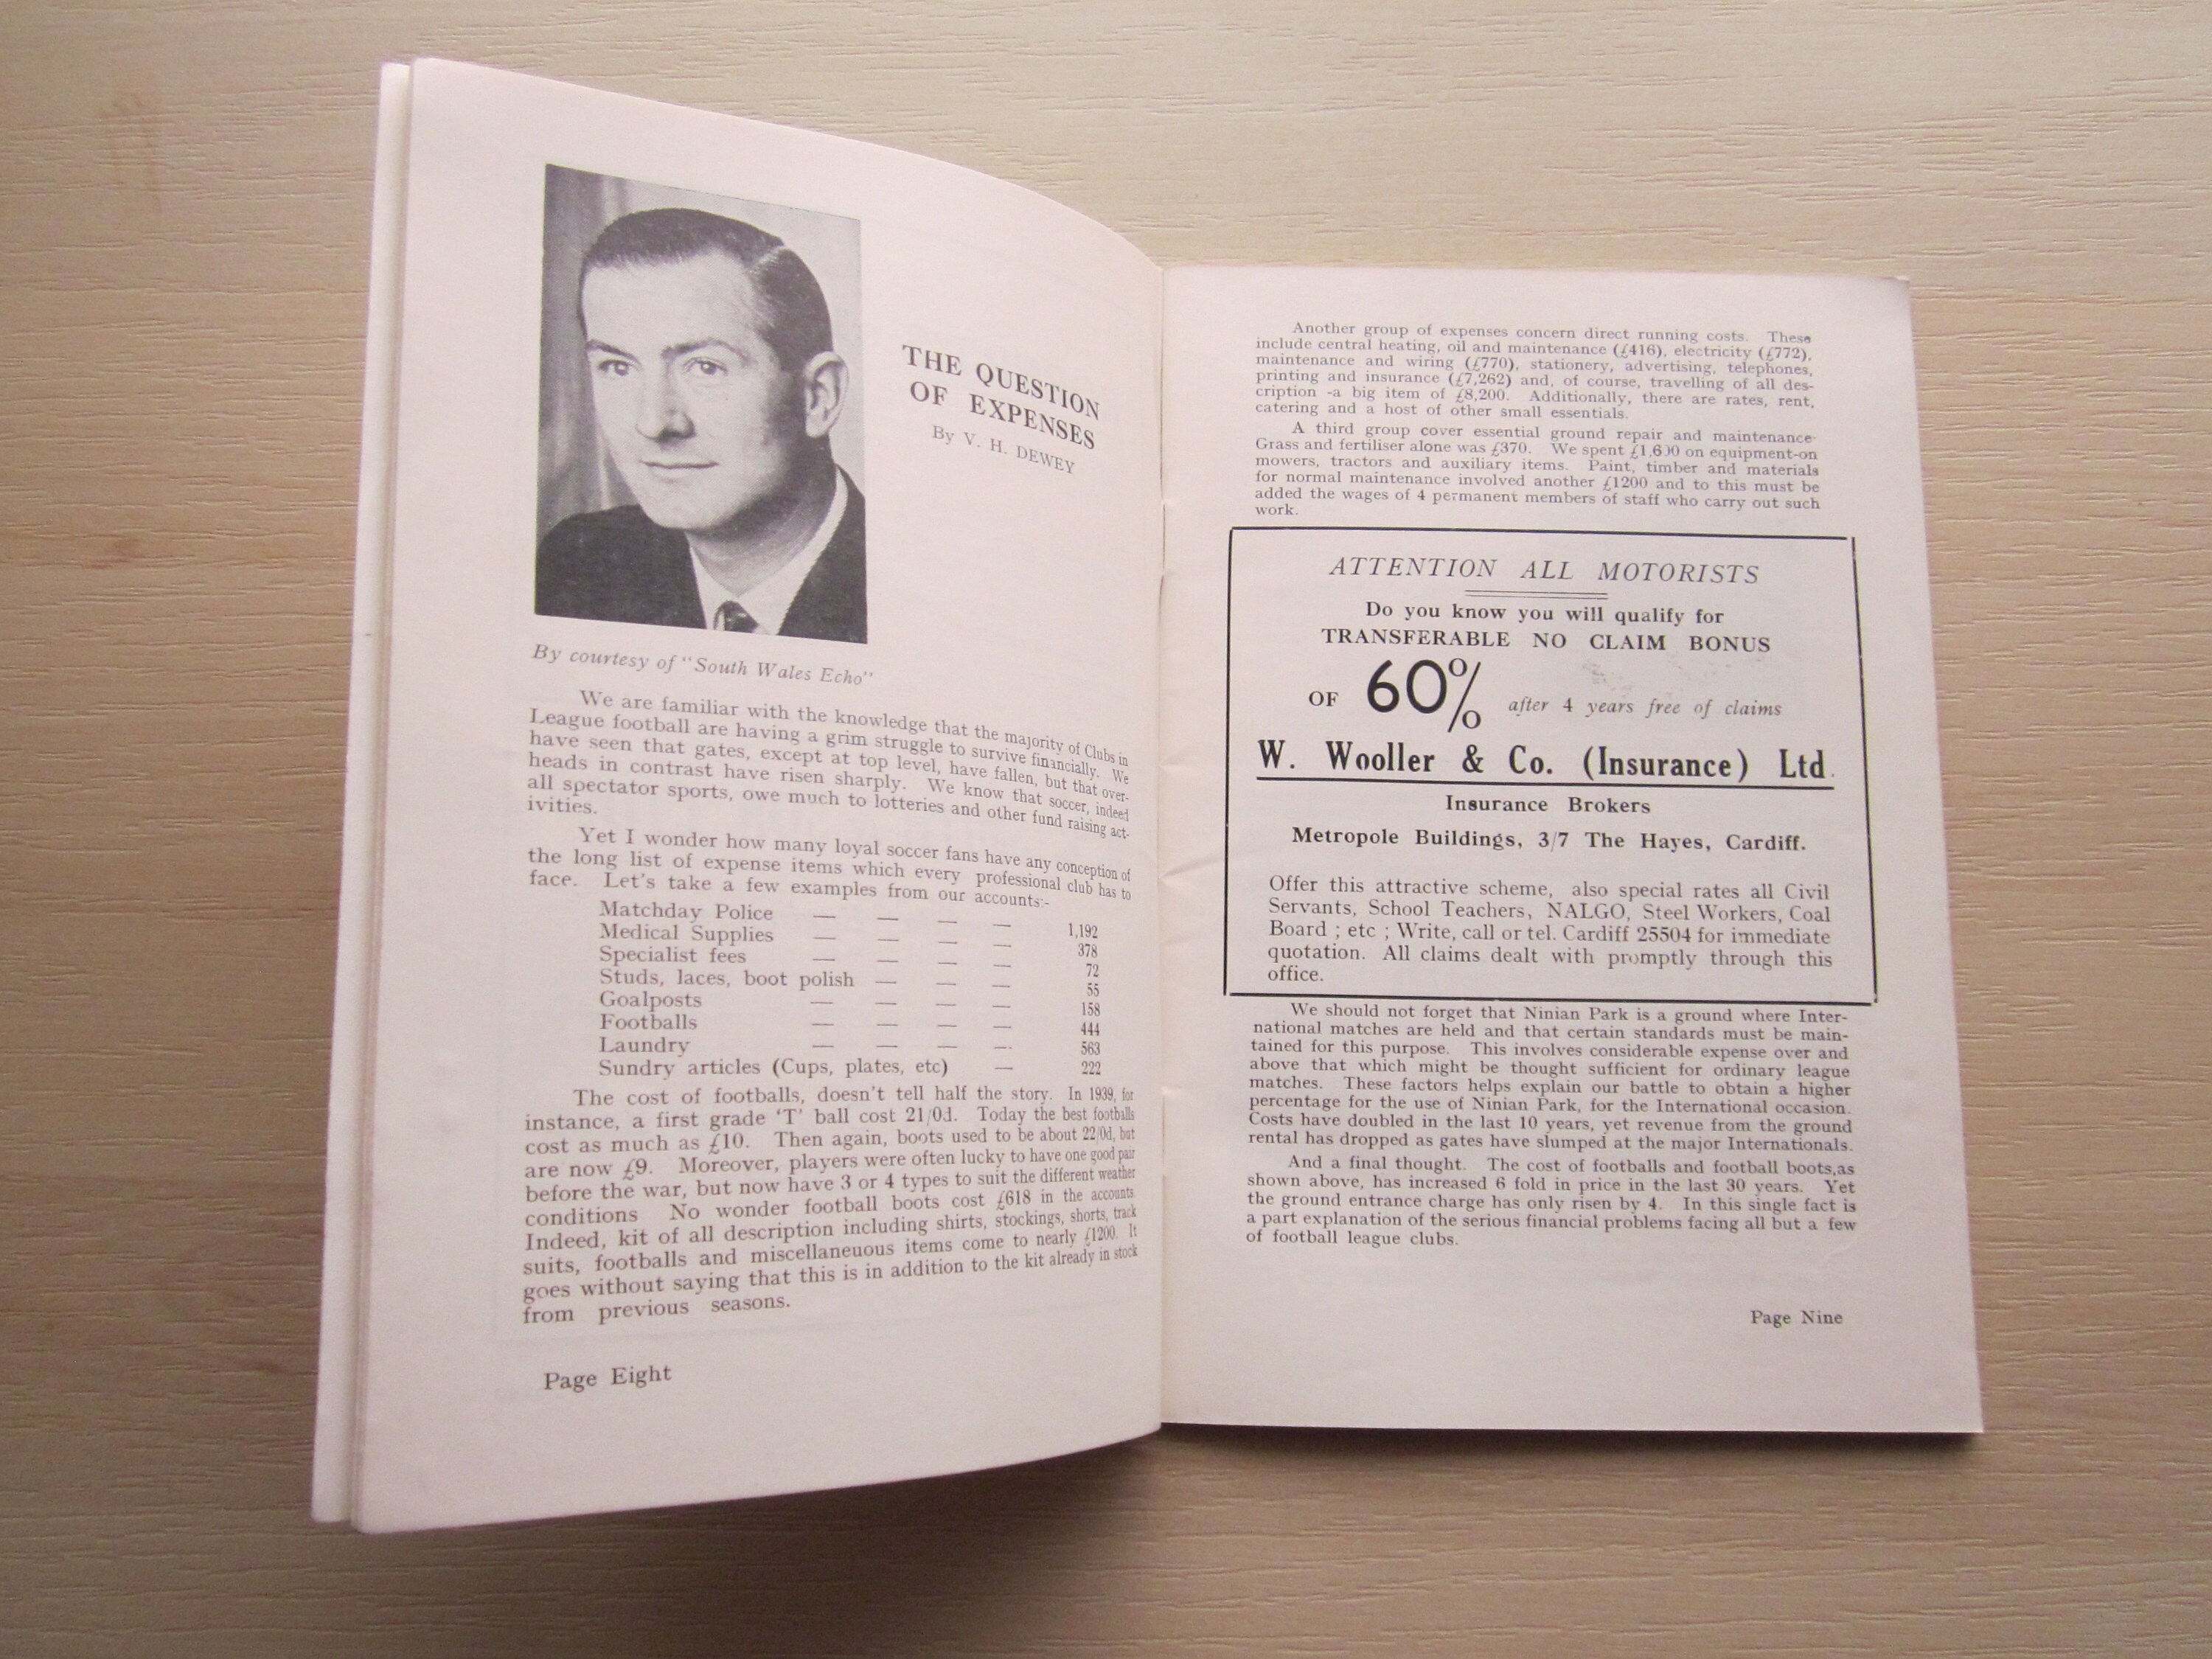 THE QUESTION
OF EXPENSES
By V. H. DEWEY
By courtesy of "South Wales Echo"
We are familiar with the knowledge that the majority of Clubs in
League football are having a grim struggle to survive financially. We
have seen that gates, except at top level, have fallen, but that over-
heads in contrast have risen sharply. We know that soccer, indeed
all spectator sports, owe much to lotteries and other fund raising act-
ivities.
Yet I wonder how many loyal soccer fans have any conception of
the long list of expense items which every professional club has to
face. Let's take a few examples from our accounts:-
Matchday Police — — — — 1,192
Medical Supplies — — — — 378
Specialist fees — — — — 72
Studs, laces, boot polish — — — 55
Goalposts — — — — 158
Footballs — — — — 444
Laundry — — — — 563
Sundry articles (Cups, plates, etc) — 222
The cost of footballs, doesn't tell half the story. In 1939, for
instance, a first grade 'T' ball cost 21/0d. Today the best footballs
cost as much as £10. Then again, boots used to be about 22/0d, but
are now £9. Moreover, players were often lucky to have one good pair
before the war, but now have 3 or 4 types to suit the different weather
conditions No wonder football boots cost £618 in the accounts
Indeed, kit of all description including shirts, stockings, shorts, track
suits, footballs and miscellaneuous items come to nearly £1200. It
goes without saying that this is in addition to the kit already in stock
from previous seasons.
Page Eight
Another group of expenses concern direct running costs. These
include central heating, oil and maintenance (£416), electricity (£772),
maintenance and wiring (£770), stationery, advertising, telephones,
printing and insurance (£7,262) and, of course, travelling of all des-
cription -a big item of £8,200. Additionally, there are rates, rent,
catering and a host of other small essentials.
A third group cover essential ground repair and maintenance
Grass and fertiliser alone was £370. We spent £1,600 on equipment-on
mowers, tractors and auxiliary items. Paint, timber and materials
for normal maintenance involved another £1200 and to this must be
added the wages of 4 permanent members of staff who carry out such
work.
ATTENTION ALL MOTORISTS
Do you know you will qualify for
TRANSFERABLE NO CLAIM BONUS
OF 60% after 4 years free of claims
W. Wooller & Co. (Insurance) Ltd.
Insurance Brokers
Metropole Buildings, 3/7 The Hayes, Cardiff.
Offer this attractive scheme, also special rates all Civil
Servants, School Teachers, NALGO, Steel Workers, Coal
Board ; etc ; Write, call or tel. Cardiff 25504 for immediate
quotation. All claims dealt with promptly through this
office.
We should not forget that Ninian Park is a ground where Inter-
national matches are held and that certain standards must be main-
tained for this purpose. This involves considerable expense over and
above that which might be thought sufficient for ordinary league
matches. These factors helps explain our battle to obtain a higher
percentage for the use of Ninian Park, for the International occasion.
Costs have doubled in the last 10 years, yet revenue from the ground
rental has dropped as gates have slumped at the major Internationals.
And a final thought. The cost of footballs and football boots,as
shown above, has increased 6 fold in price in the last 30 years. Yet
the ground entrance charge has only risen by 4. In this single fact is
a part explanation of the serious financial problems facing all but a few
of football league clubs.
Page Nine